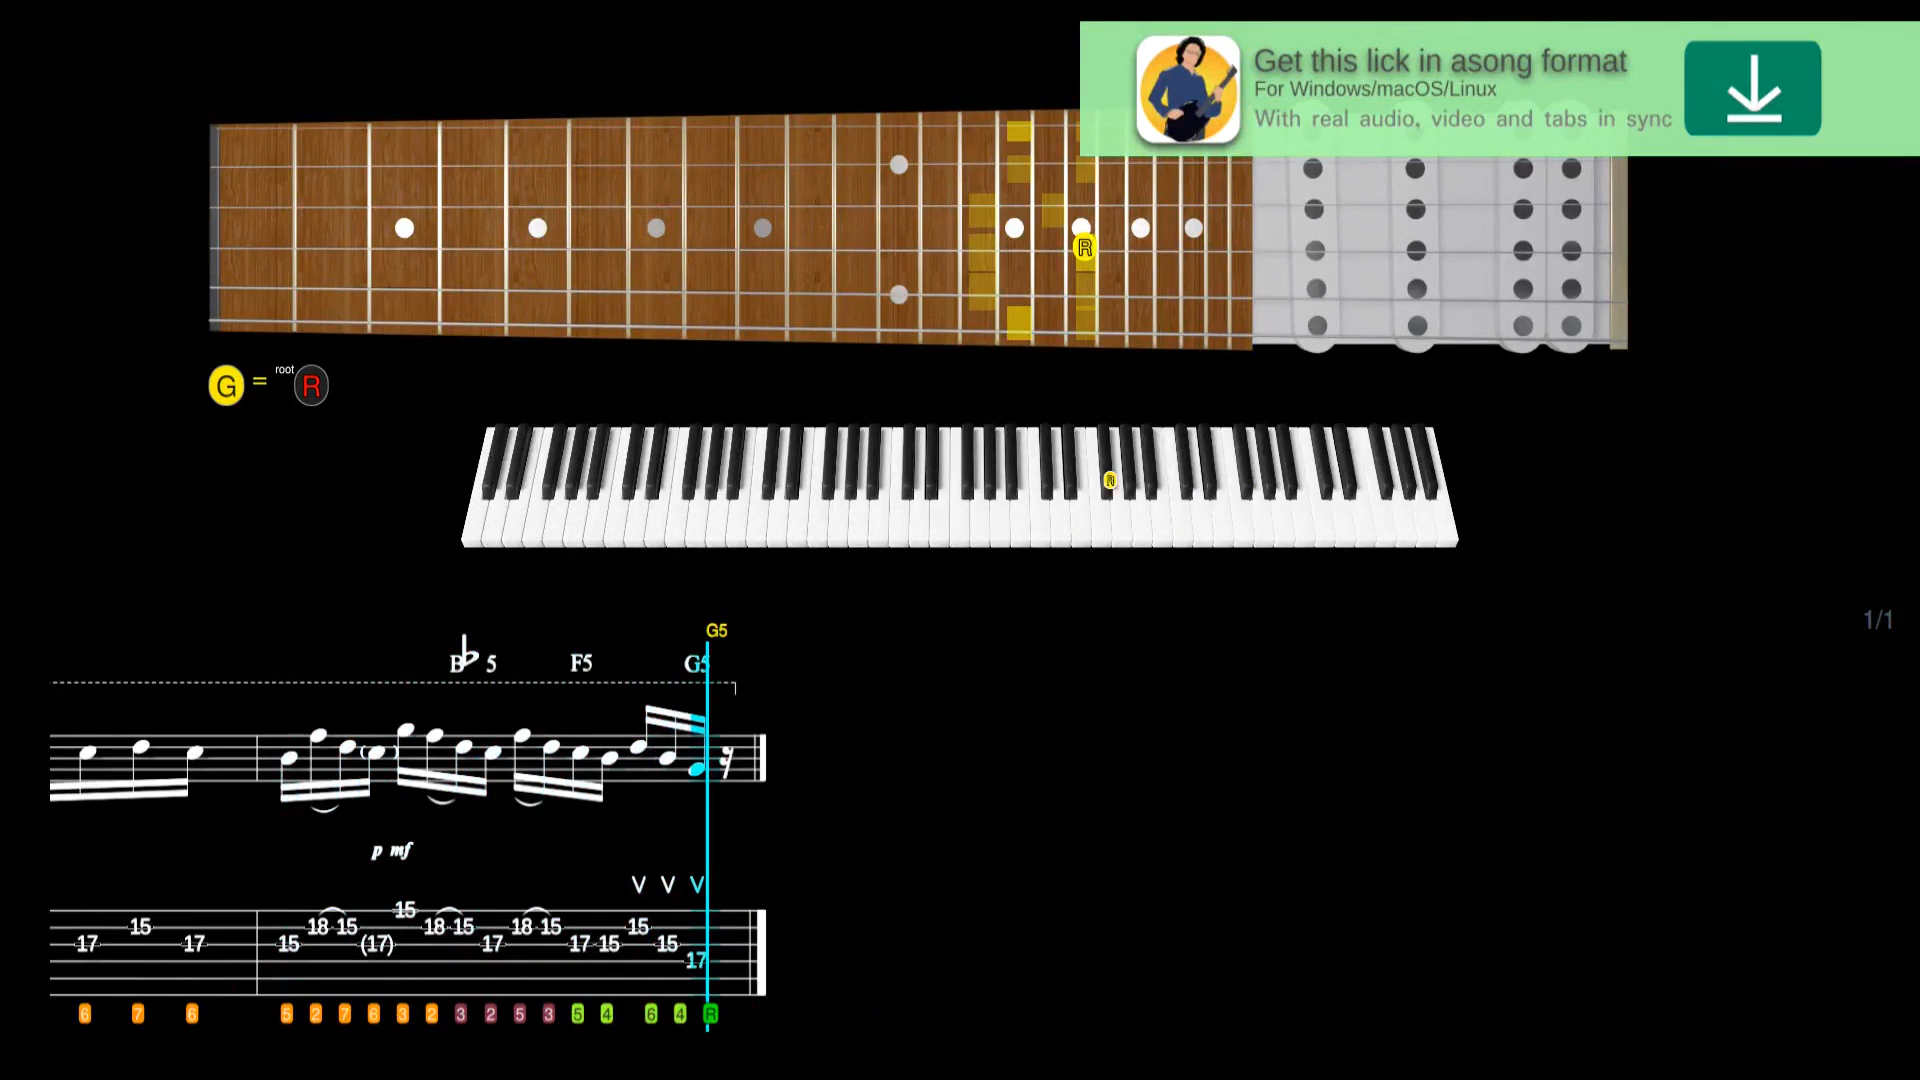 Get this lick in asong format
For Windows/macOS/Linux
With real audio, video and tabs in sync
R
G = root R
R
1/1
G5
B♭5 F5 G5
p mf
V V V
15
15 18 15 18 15 18 15 15
17 17 15 (17) 17 17 15 15
17
6 7 6 5 2 7 6 3 2 3 2 5 3 5 4 6 4 R